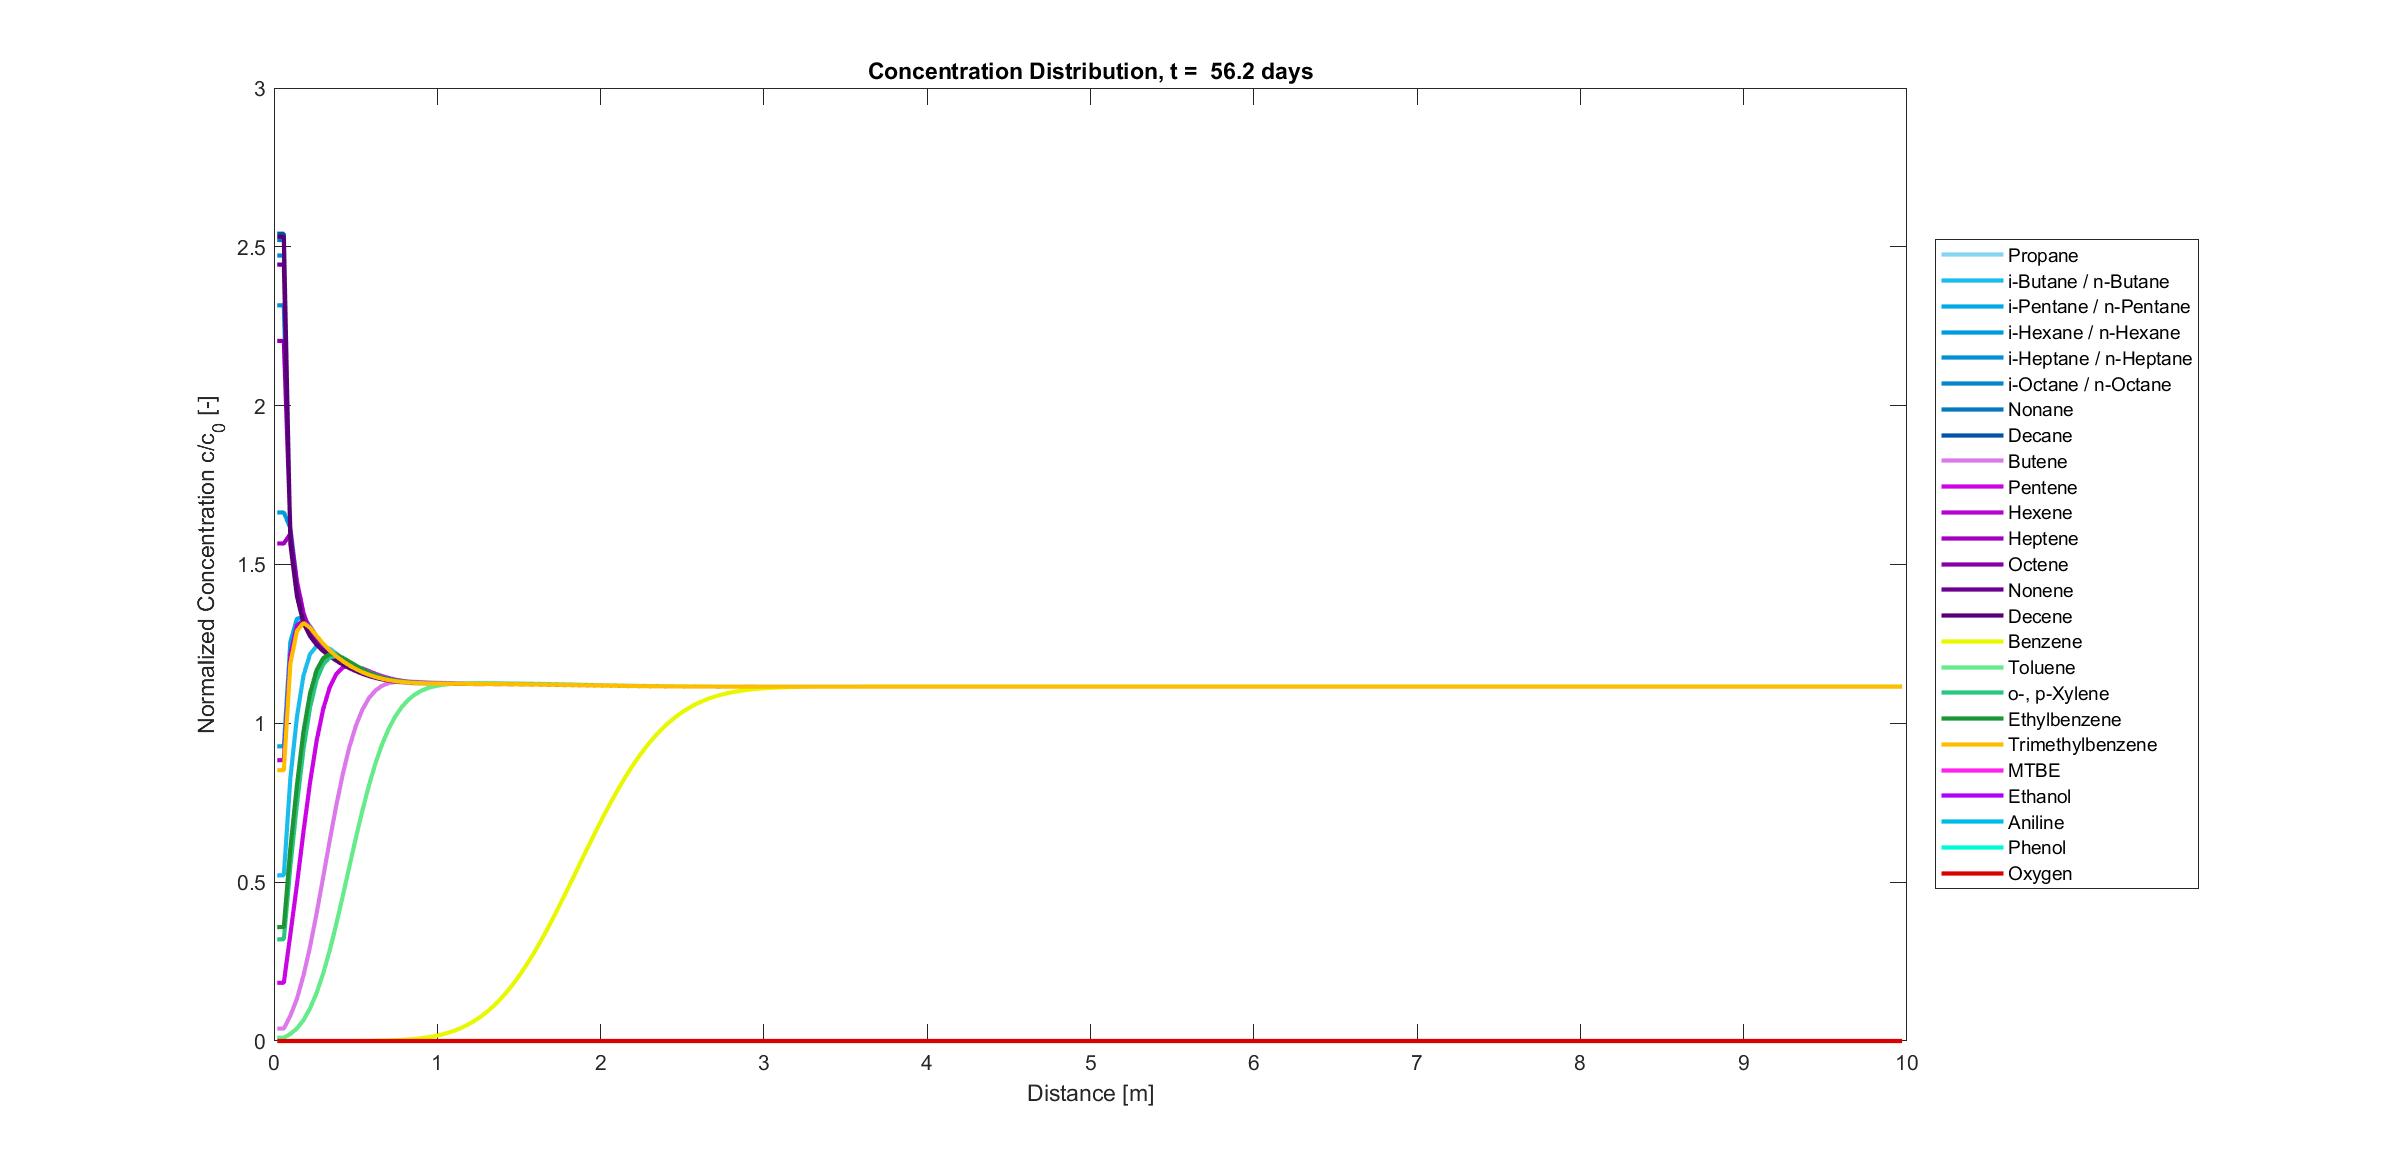 Concentration Distribution, t = 56.2 days
3
2.5
2
1.5
1
0.5
0
Normalized Concentration c/c0 [-]
0 1 2 3 4 5 6 7 8 9 10
Distance [m]
Propane
i-Butane / n-Butane
i-Pentane / n-Pentane
i-Hexane / n-Hexane
i-Heptane / n-Heptane
i-Octane / n-Octane
Nonane
Decane
Butene
Pentene
Hexene
Heptene
Octene
Nonene
Decene
Benzene
Toluene
o-, p-Xylene
Ethylbenzene
Trimethylbenzene
MTBE
Ethanol
Aniline
Phenol
Oxygen